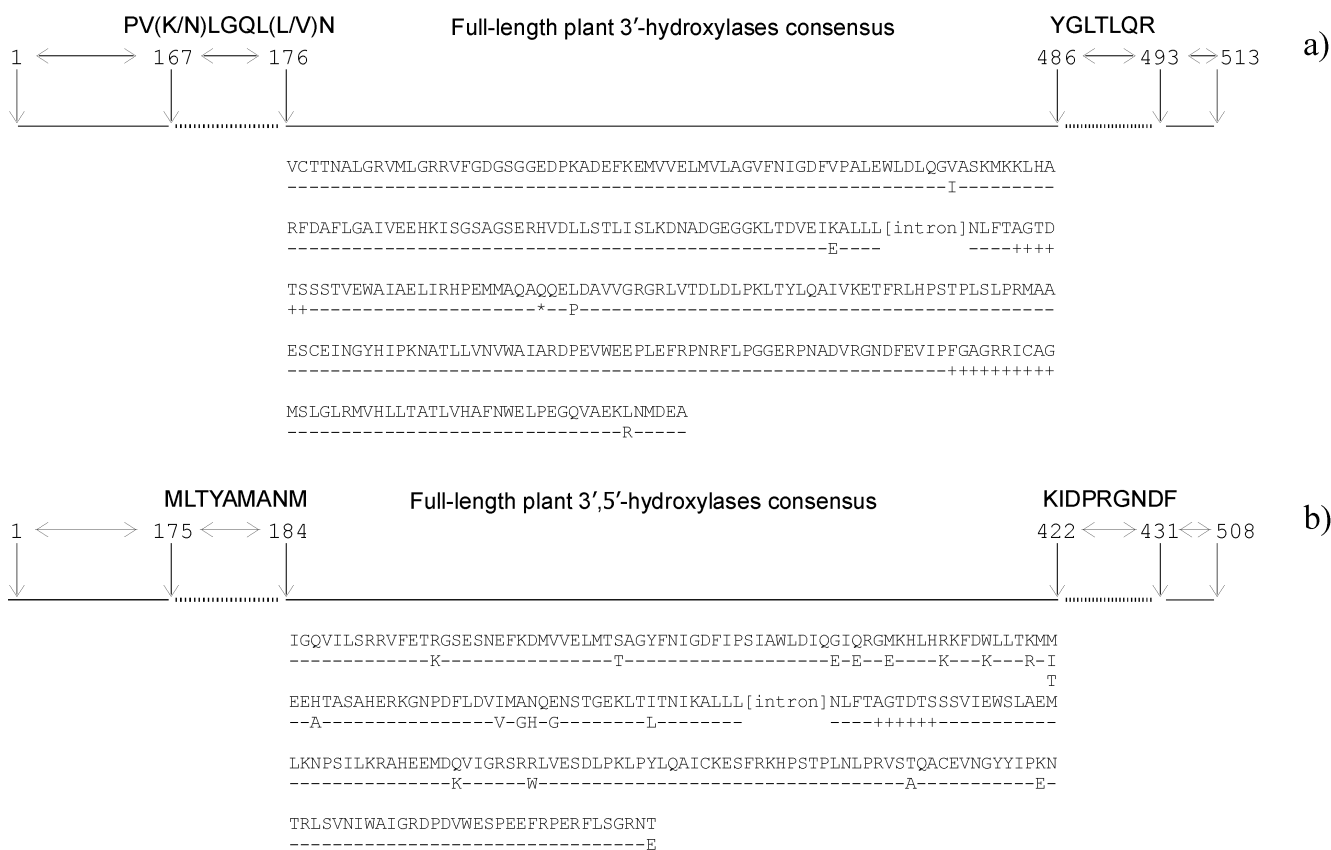 PV(K/N)LGQL(L/V)N Full-length plant 3′-hydroxylases consensus YGLTLQR
1 167 176 486 493 513 a)
VCTTNALGRVMLGRRVFGDGSGGEDPKADEFKEMVVELMVLAGVFNIGDFVPALEWLDLQGVASKMKKLHA
---------------------------------------------------------------I---------
RFDAFLGAIVEEHKISGSAGSERHVDLLSTLISLKDNADGEGGKLTDVEIKALLL[intron]NLFTAGTD
---------------------------------------------------E---- ----++++
TSSSTVEWAIAELIRHPEMMAQAQQELDAVVGRGRLVTDLDLPKLTYLQAIVKETFRLHPSTPLSLPRMAA
++----------------------*--P---------------------------------------------
ESCEINGYHIPKNATLLVNVWAIARDPEVWEEPLEFRPNRFLPGGERPNADVRGNDFEVIPFGAGRRICAG
---------------------------------------------------------------++++++++++
MSLGLRMVHLLTATLVHAFNWELPEGQVAEKLNMDEA
--------------------------------R-----
MLTYAMANM Full-length plant 3′,5′-hydroxylases consensus KIDPRGNDF
1 175 184 422 431 508 b)
IGQVILSRRVFETRGSESNEFKDMVVELMTSAGYFNIGDFIPSIAWLDIQGIQRGMKHLHRKFDWLLTKMM
--------------K----------------T--------------------E-E--E----K---K---R-I
T
EEHTASAHERKGNPDFLDVIMANQENSTGEKLTITNIKALLL[intron]NLFTAGTDTSSSVIEWSLAEM
--A-----------------V-GH-G--------L-------- ----++++++-----------
LKNPSILKRAHEEMDQVIGRSRRLVESDLPKLPYLQAICKESFRKHPSTPLNLPRVSTQACEVNGYYIPKN
---------------K------W-----------------------------------A-----------E-
TRLSVNIWAIGRDPDVWESPEEFRPERFLSGRNT
----------------------------------E